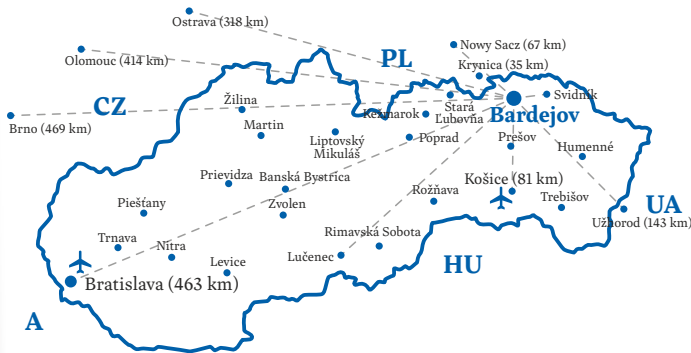 Ostrava (318 km)
Nowy Sacz (67 km)
Olomouc (414 km)
PL
Krynica (35 km)
Svidník
CZ
Žilina
Stará
Ľubovňa
Kežmarok
Bardejov
Brno (469 km)
Martin
Liptovský
Mikuláš
Poprad
Prešov
Humenné
Prievidza
Banská Bystrica
Košice (81 km)
Rožňava
Trebišov
UA
Piešťany
Zvolen
Užhorod (143 km)
Trnava
Nitra
Rimavská Sobota
Lučenec
HU
Levice
Bratislava (463 km)
A